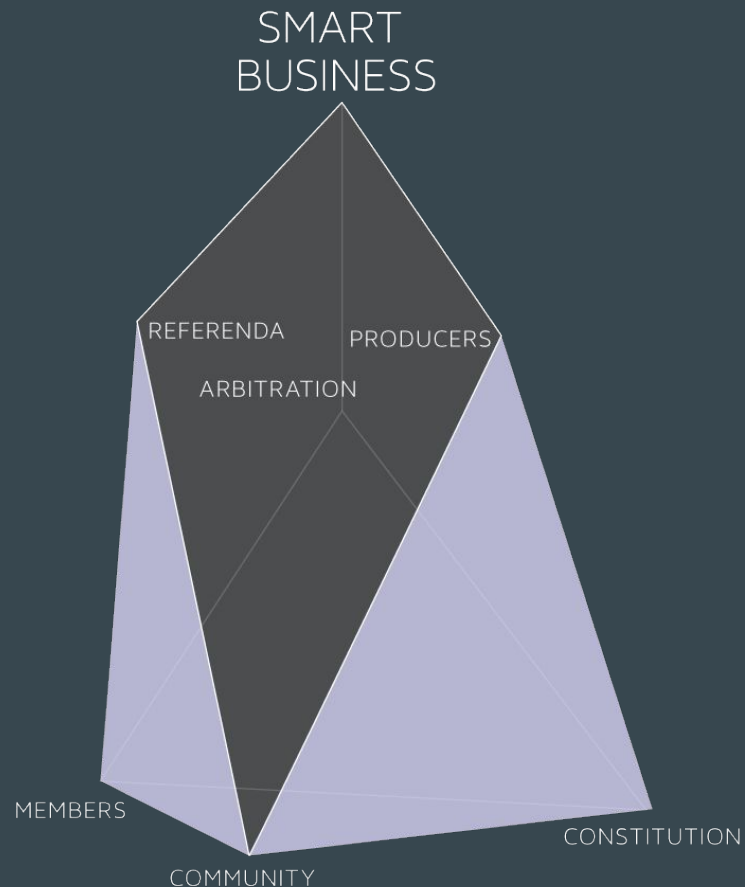 SMART
BUSINESS
REFERENDA
PRODUCERS
ARBITRATION
MEMBERS
CONSTITUTION
COMMUNITY